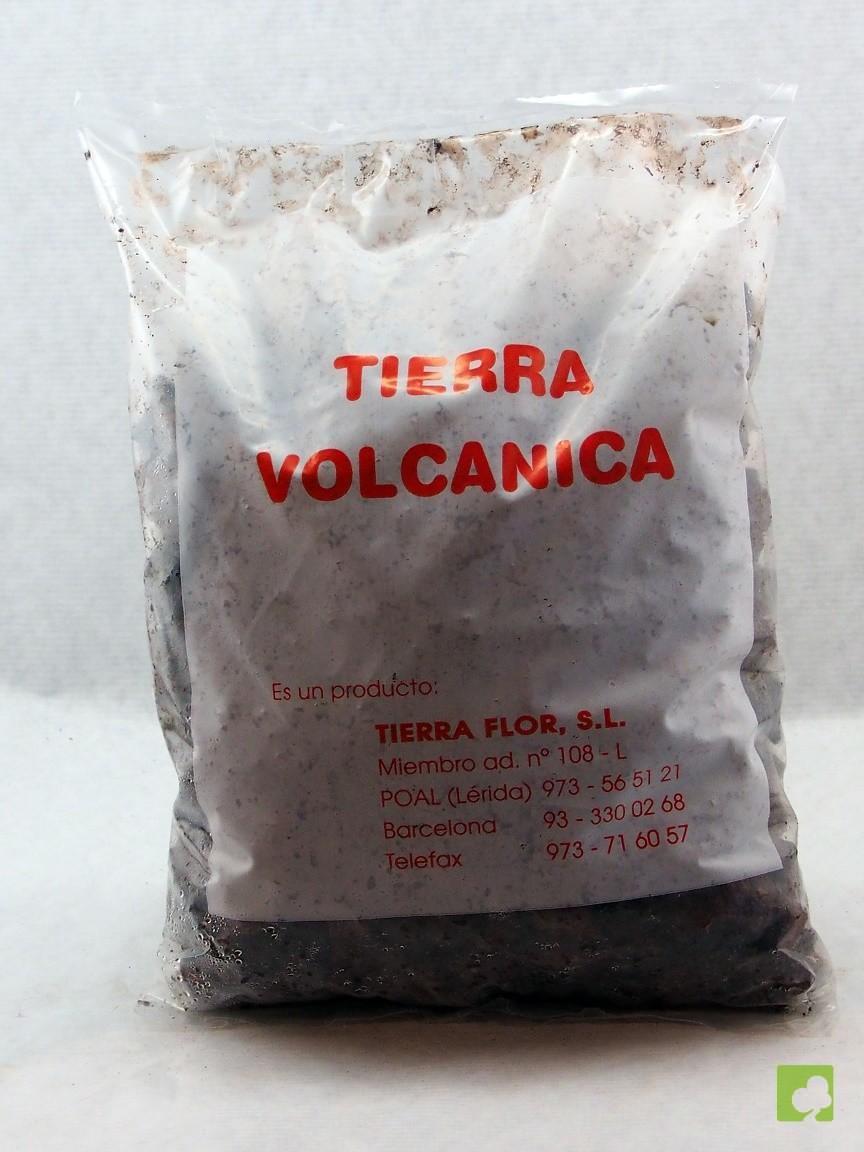 TIERRA
VOLCANICA
Es un producto:
TIERRA FLOR, S.L.
Miembro ad. nº 108 - L
POAL (Lérida) 973 - 56 51 21
Barcelona 93 - 330 02 68
Telefax 973 - 71 60 57